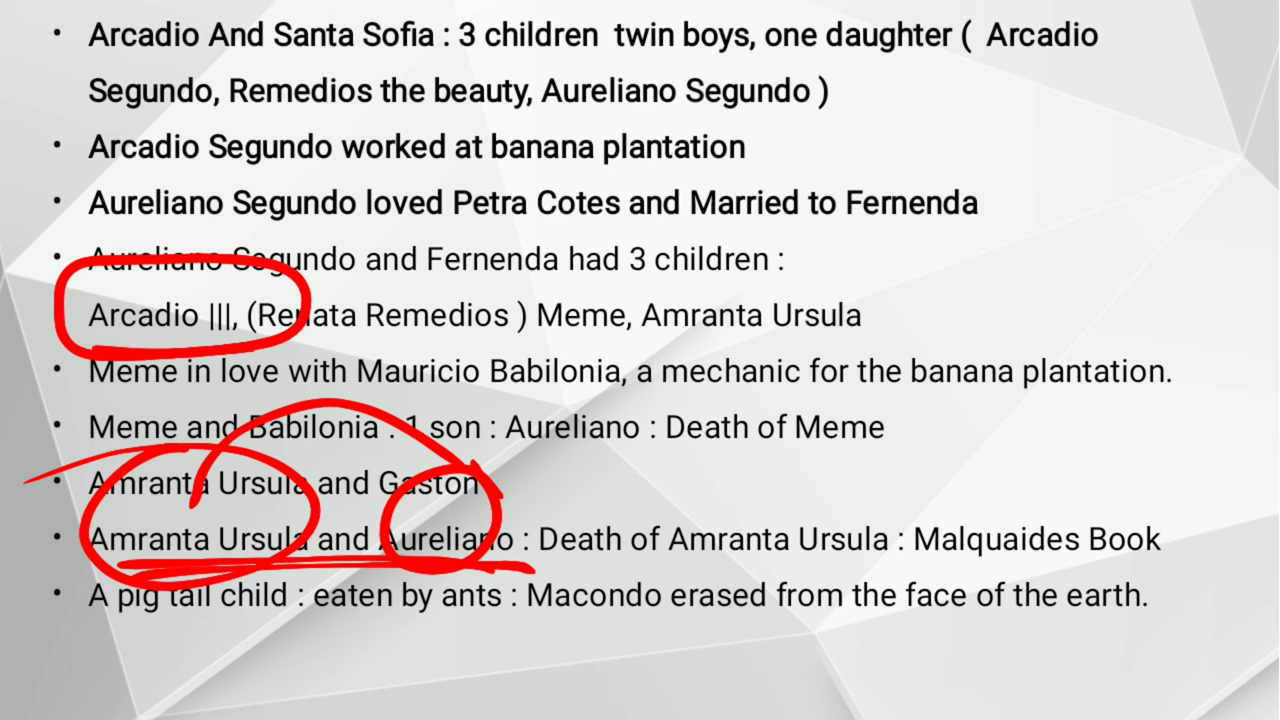 • Arcadio And Santa Sofia : 3 children twin boys, one daughter ( Arcadio
Segundo, Remedios the beauty, Aureliano Segundo )
• Arcadio Segundo worked at banana plantation
• Aureliano Segundo loved Petra Cotes and Married to Fernenda
• Aureliano Segundo and Fernenda had 3 children :
Arcadio |||, (Renata Remedios ) Meme, Amranta Ursula
• Meme in love with Mauricio Babilonia, a mechanic for the banana plantation.
• Meme and Babilonia : 1 son : Aureliano : Death of Meme
• Amranta Ursula and Gaston
• Amranta Ursula and Aureliano : Death of Amranta Ursula : Malquaides Book
• A pig tail child : eaten by ants : Macondo erased from the face of the earth.